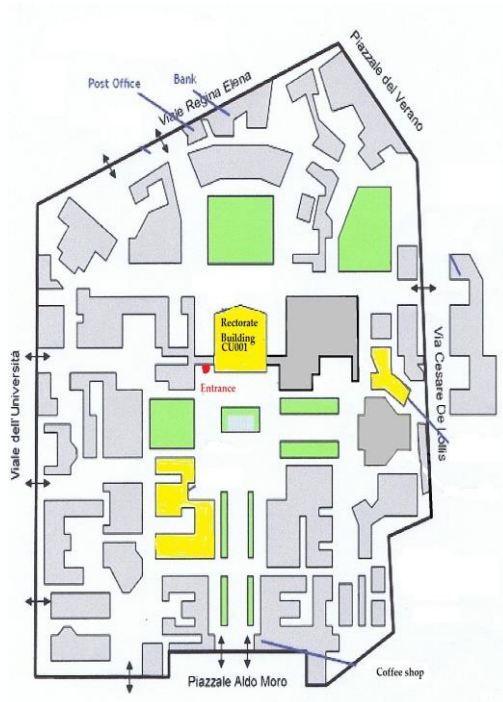 Piazzale del Verano
Bank
Post Office
Viale Regina Elena
Rectorate
Building
CU001
Entrance
Viale dell'Università
Via Cesare De Lollis
Coffee shop
Piazzale Aldo Moro